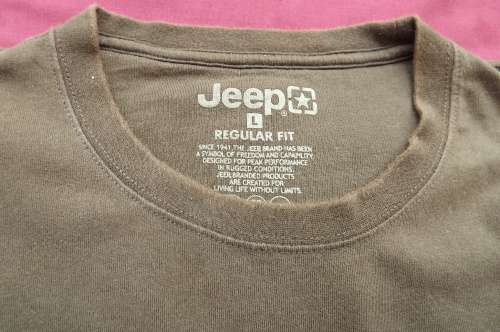 Jeep
L
REGULAR FIT
SINCE 1941, THE JEEP BRAND HAS BEEN
A SYMBOL OF FREEDOM AND CAPABILITY.
DESIGNED FOR PEAK PERFORMANCE
IN RUGGED CONDITIONS,
JEEP BRANDED PRODUCTS
ARE CREATED FOR
LIVING LIFE WITHOUT LIMITS.